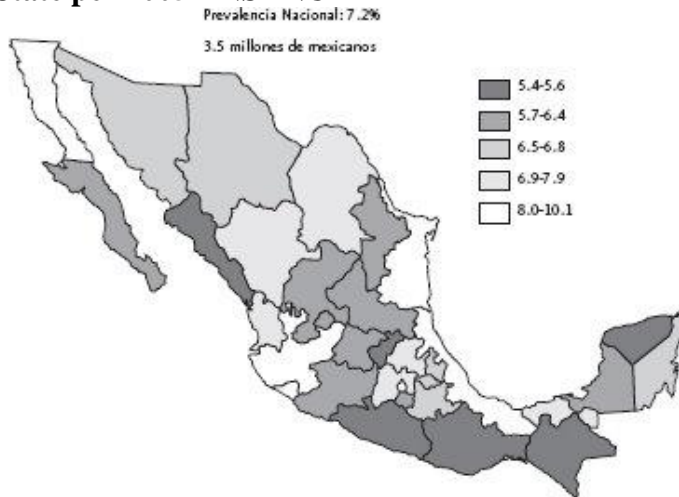 Prevalencia Nacional: 7.2%
3.5 millones de mexicanos
5.4-5.6
5.7-6.4
6.5-6.8
6.9-7.9
8.0-10.1